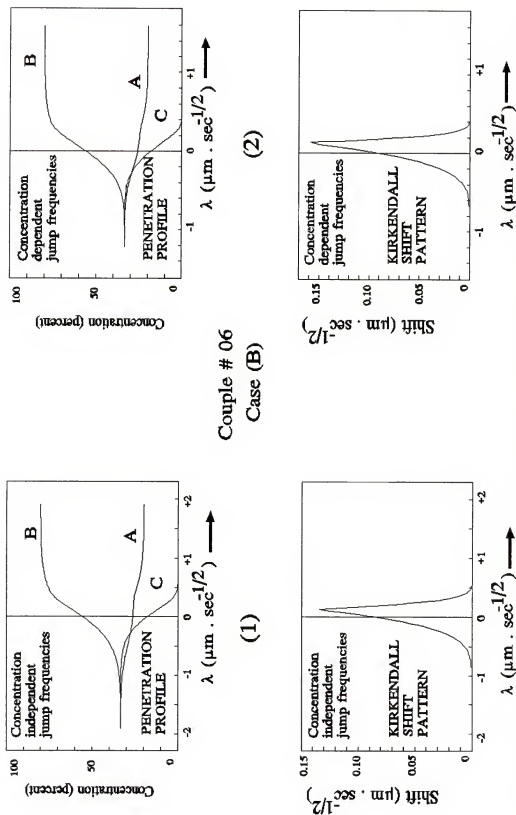 Concentration (percent)
100
50
0
Concentration
independent
jump frequencies
B
A
C
PENETRATION
PROFILE
-2 -1 0 +1 +2
λ (μm . sec⁻¹/²)
(1)
Concentration (percent)
100
50
0
Concentration
dependent
jump frequencies
B
A
C
PENETRATION
PROFILE
-1 0 +1
λ (μm . sec⁻¹/²)
(2)
Couple # 06
Case (B)
Shift (μm . sec⁻¹/²)
0.15
0.10
0.05
0
Concentration
independent
jump frequencies
KIRKENDALL
SHIFT
PATTERN
-2 -1 0 +1 +2
λ (μm . sec⁻¹/²)
Shift (μm . sec⁻¹/²)
0.15
0.10
0.05
0
Concentration
dependent
jump frequencies
KIRKENDALL
SHIFT
PATTERN
-1 0 +1
λ (μm . sec⁻¹/²)